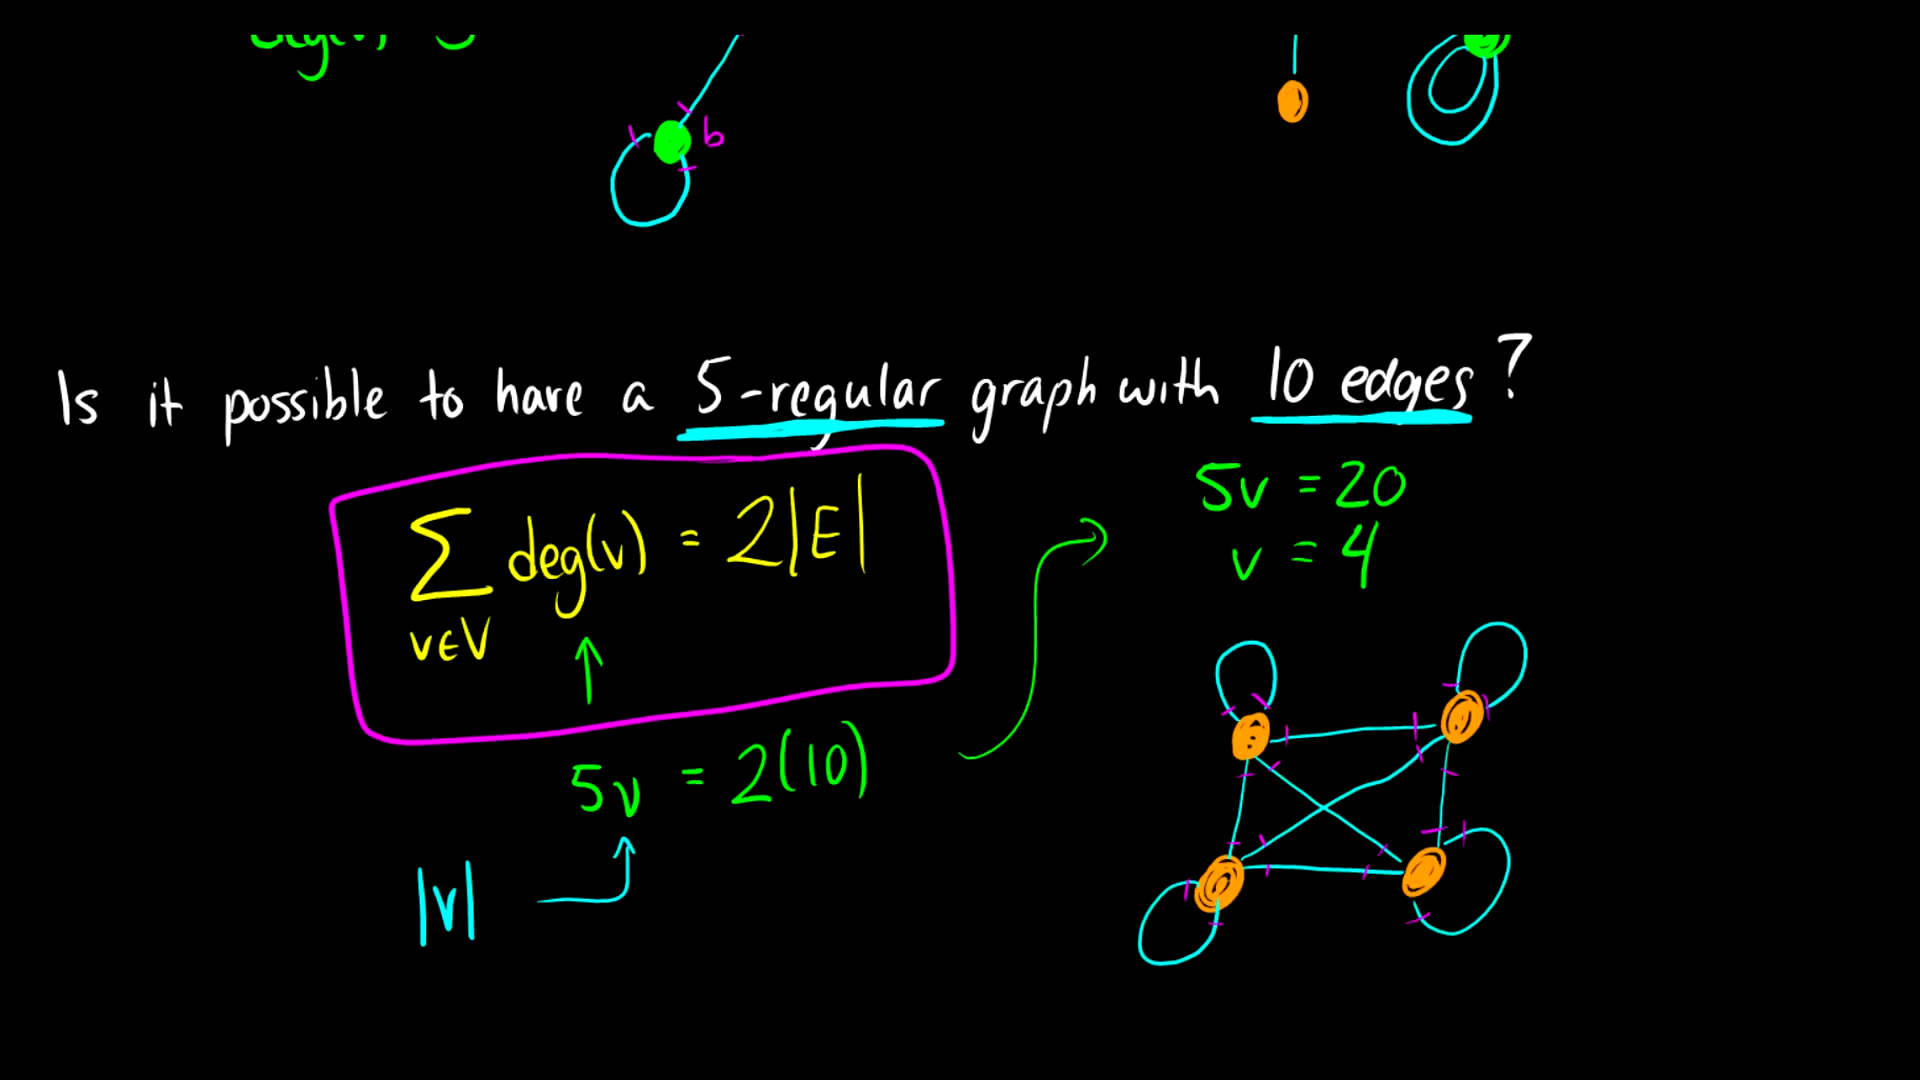 b
Is it possible to have a 5-regular graph with 10 edges?
∑ deg(v) = 2|E|
v∈V
5v = 2(10)
|V|
5v = 20
v = 4